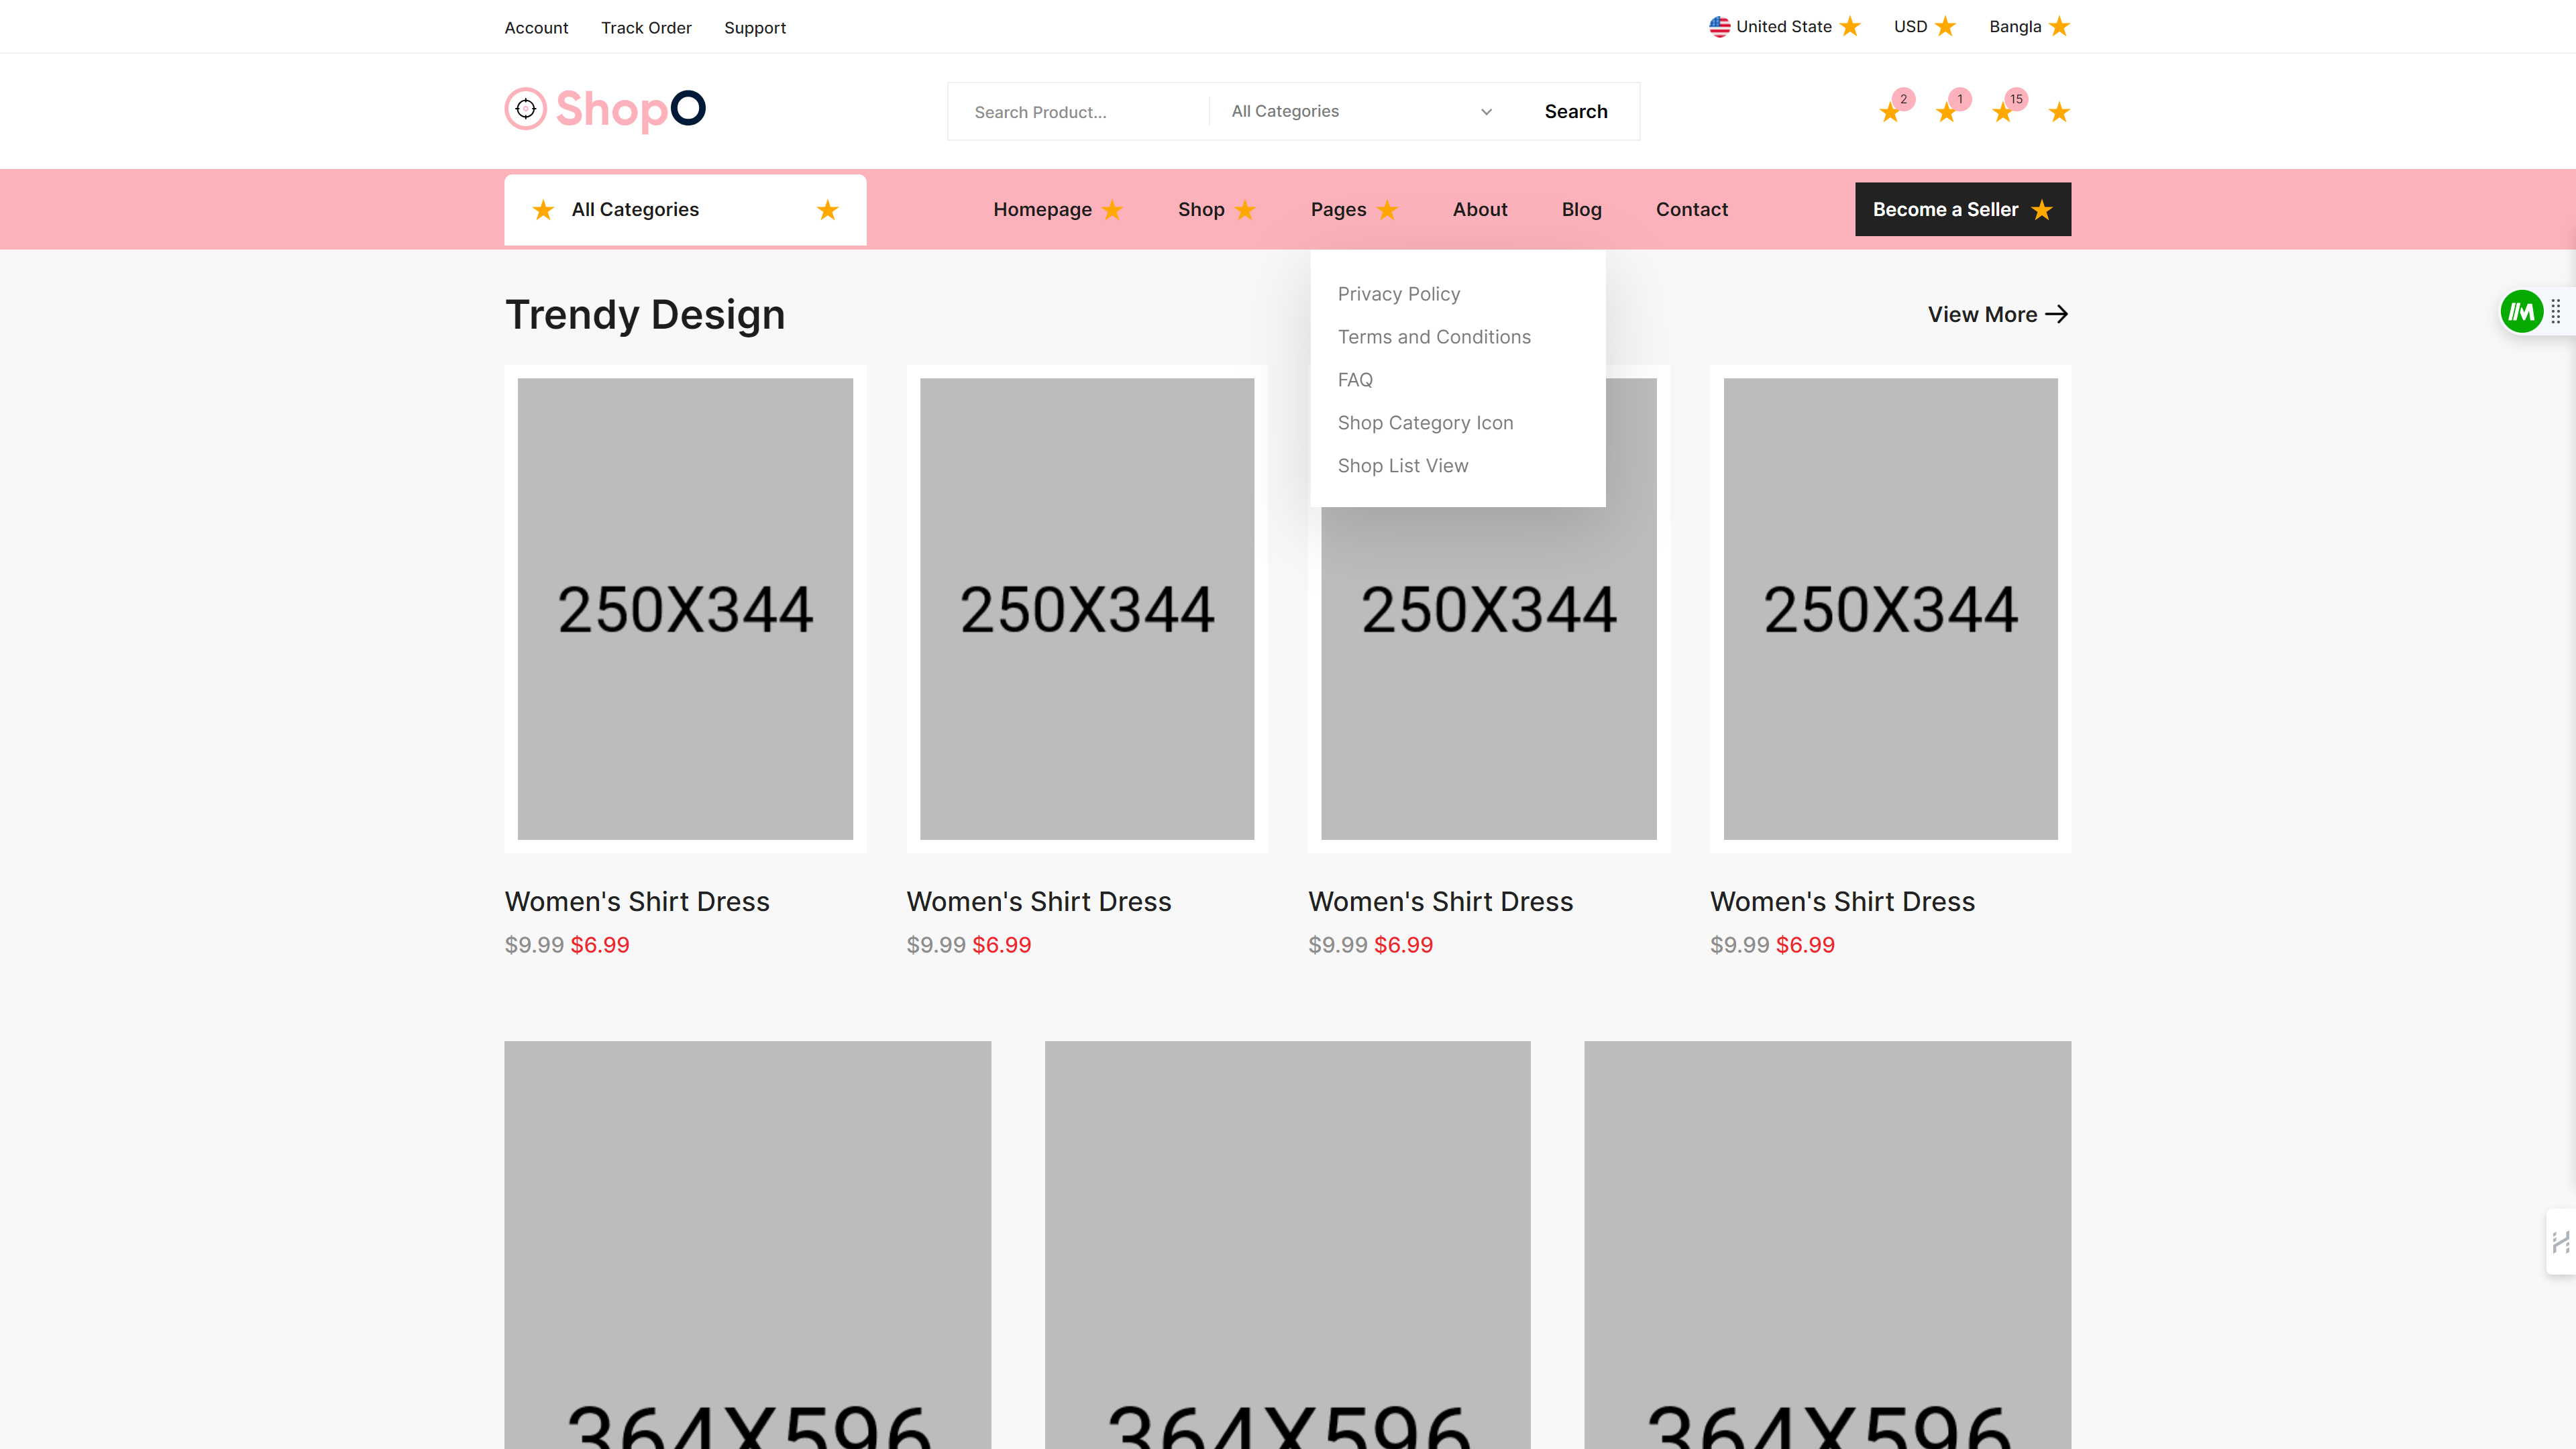 Account Track Order Support United State USD Bangla
ShopO Search Product... All Categories Search 2 1 15
All Categories Homepage Shop Pages About Blog Contact Become a Seller
Trendy Design View More
Privacy Policy
Terms and Conditions
FAQ
Shop Category Icon
Shop List View
250X344 250X344 250X344 250X344
Women's Shirt Dress Women's Shirt Dress Women's Shirt Dress Women's Shirt Dress
$9.99 $6.99 $9.99 $6.99 $9.99 $6.99 $9.99 $6.99
364X596 364X596 364X596